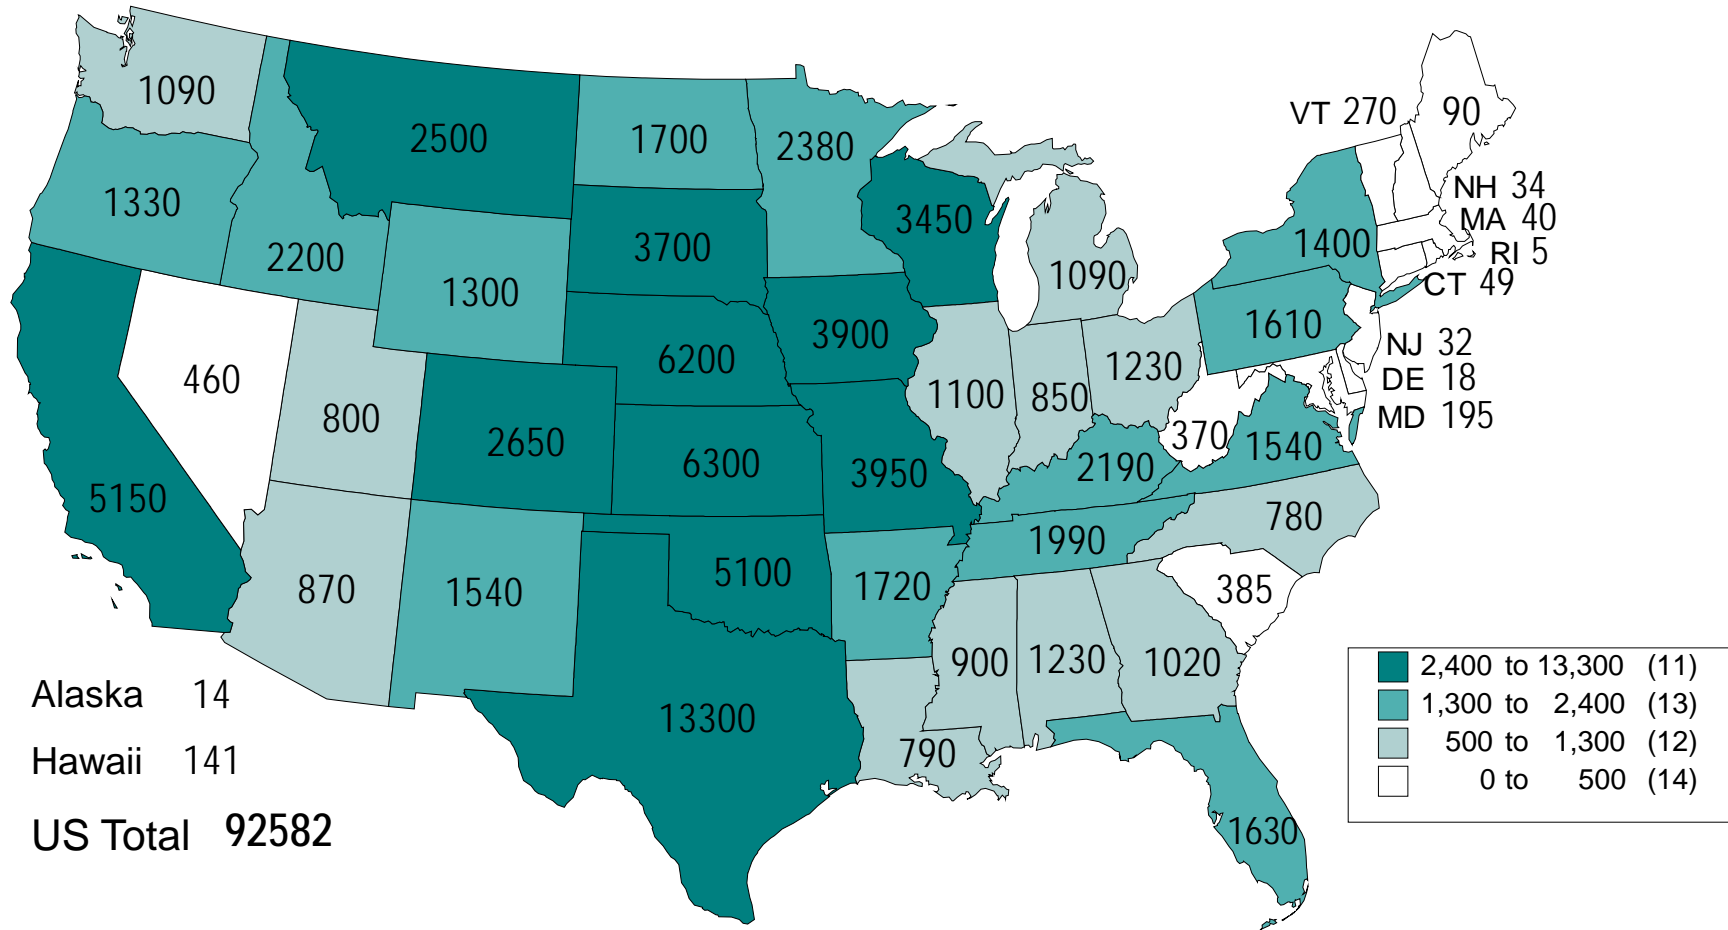 1090
2500
1700
2380
VT 270
90
1330
2200
1300
3700
3450
1090
1400
NH 34
MA 40
RI 5
CT 49
460
800
2650
6200
3900
1100
850
1230
1610
NJ 32
DE 18
MD 195
5150
6300
3950
2190
370
1540
870
1540
5100
1720
1990
780
385
13300
790
900
1230
1020
1630
Alaska 14
Hawaii 141
US Total 92582
2,400 to 13,300 (11)
1,300 to 2,400 (13)
500 to 1,300 (12)
0 to 500 (14)